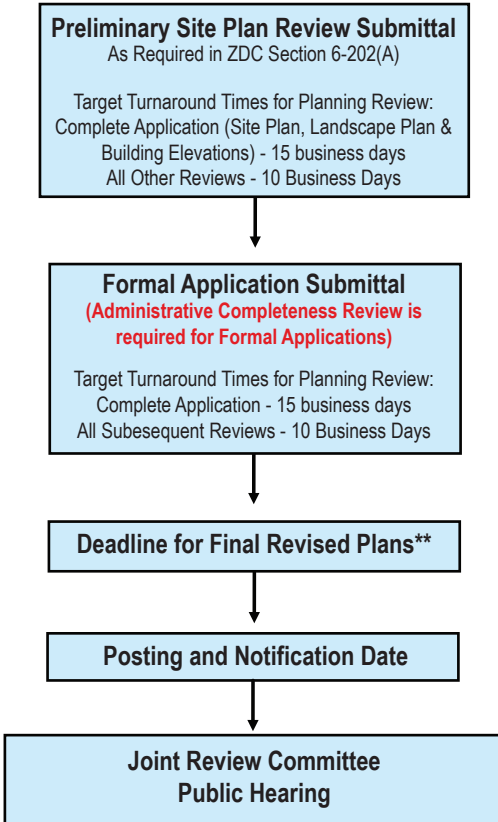 Preliminary Site Plan Review Submittal
As Required in ZDC Section 6-202(A)
Target Turnaround Times for Planning Review:
Complete Application (Site Plan, Landscape Plan &
Building Elevations) - 15 business days
All Other Reviews - 10 Business Days
Formal Application Submittal
(Administrative Completeness Review is
required for Formal Applications)
Target Turnaround Times for Planning Review:
Complete Application - 15 business days
All Subesequent Reviews - 10 Business Days
Deadline for Final Revised Plans**
Posting and Notification Date
Joint Review Committee
Public Hearing